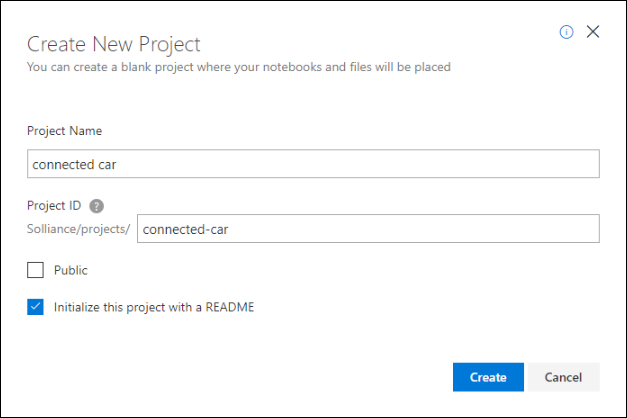 Create New Project
You can create a blank project where your notebooks and files will be placed
Project Name
connected car
Project ID ?
Solliance/projects/ connected-car
Public
Initialize this project with a README
Create Cancel